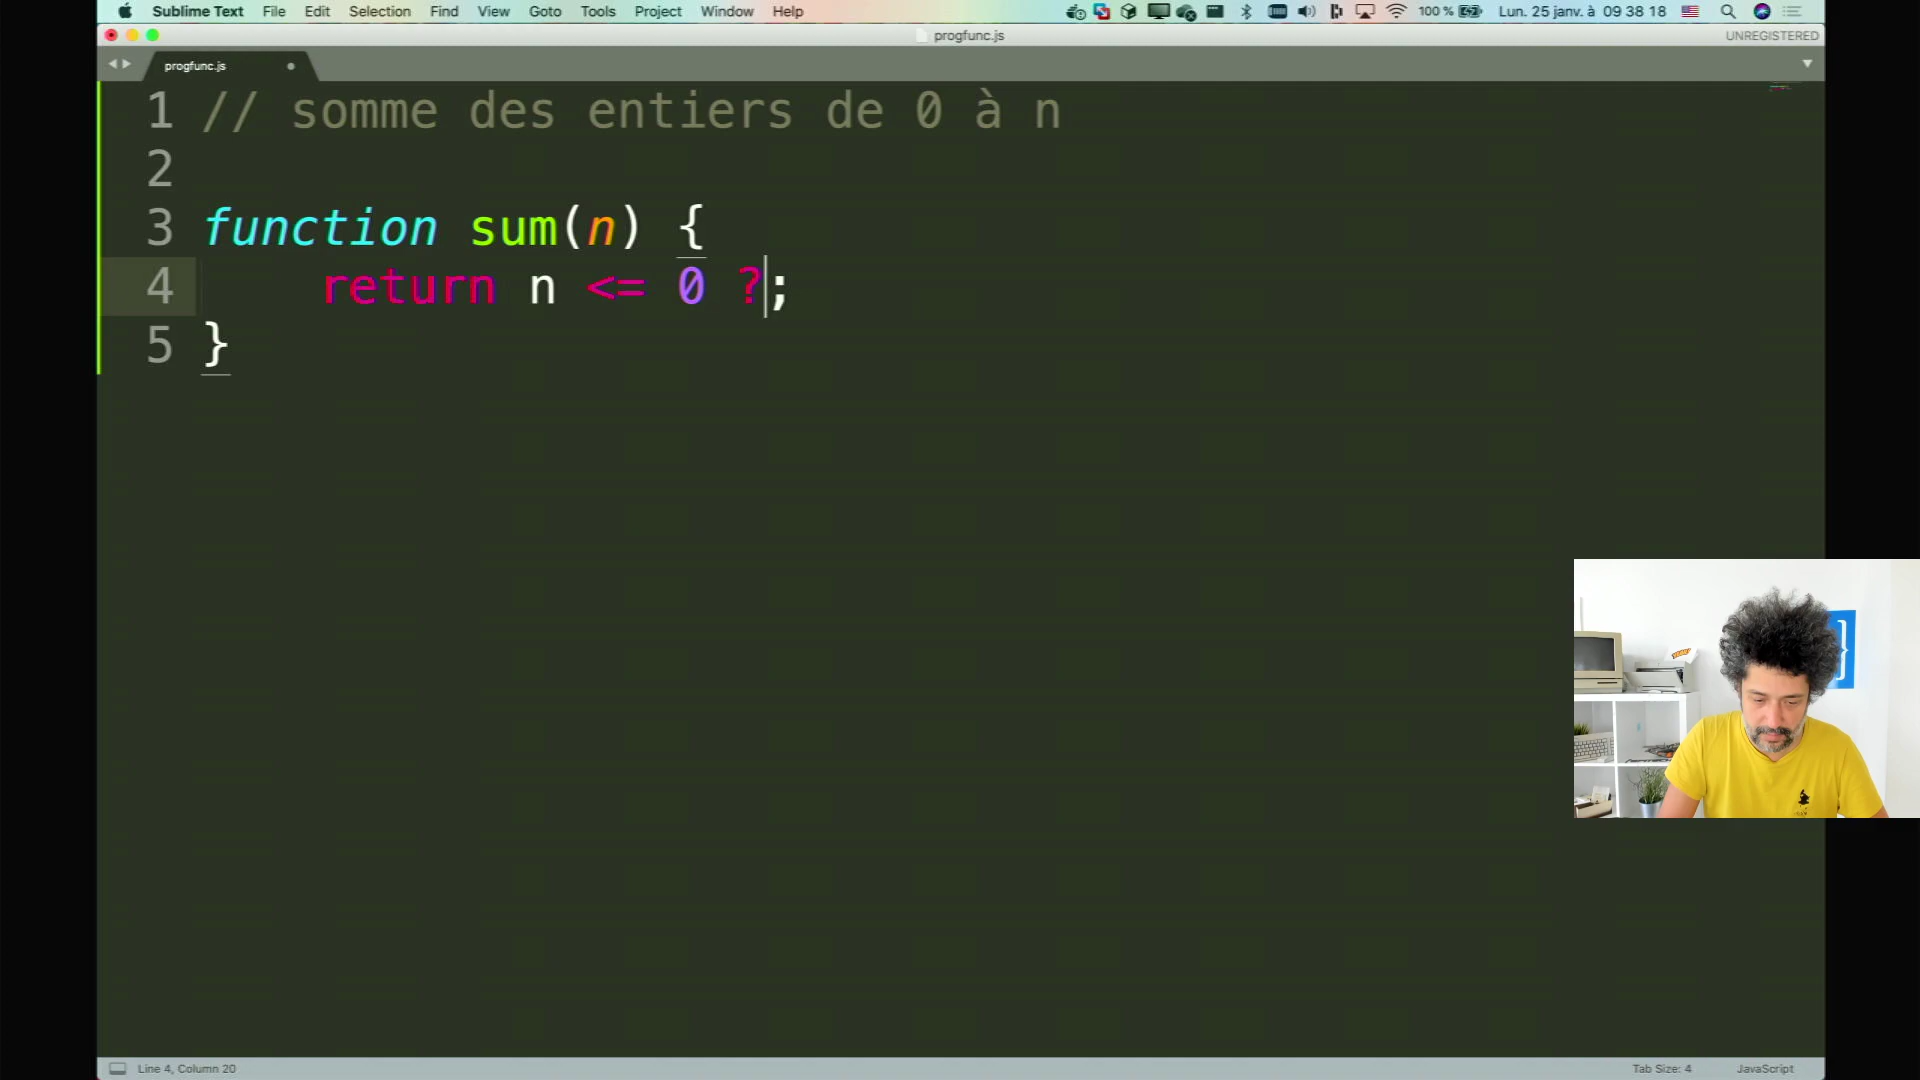 Sublime Text File Edit Selection Find View Goto Tools Project Window Help 100 % Lun. 25 janv. à 09 38 18
progfunc.js UNREGISTERED
progfunc.js
1 // somme des entiers de 0 à n
2
3 function sum(n) {
4 return n <= 0 ?;
5 }
}
Line 4, Column 20 Tab Size: 4 JavaScript